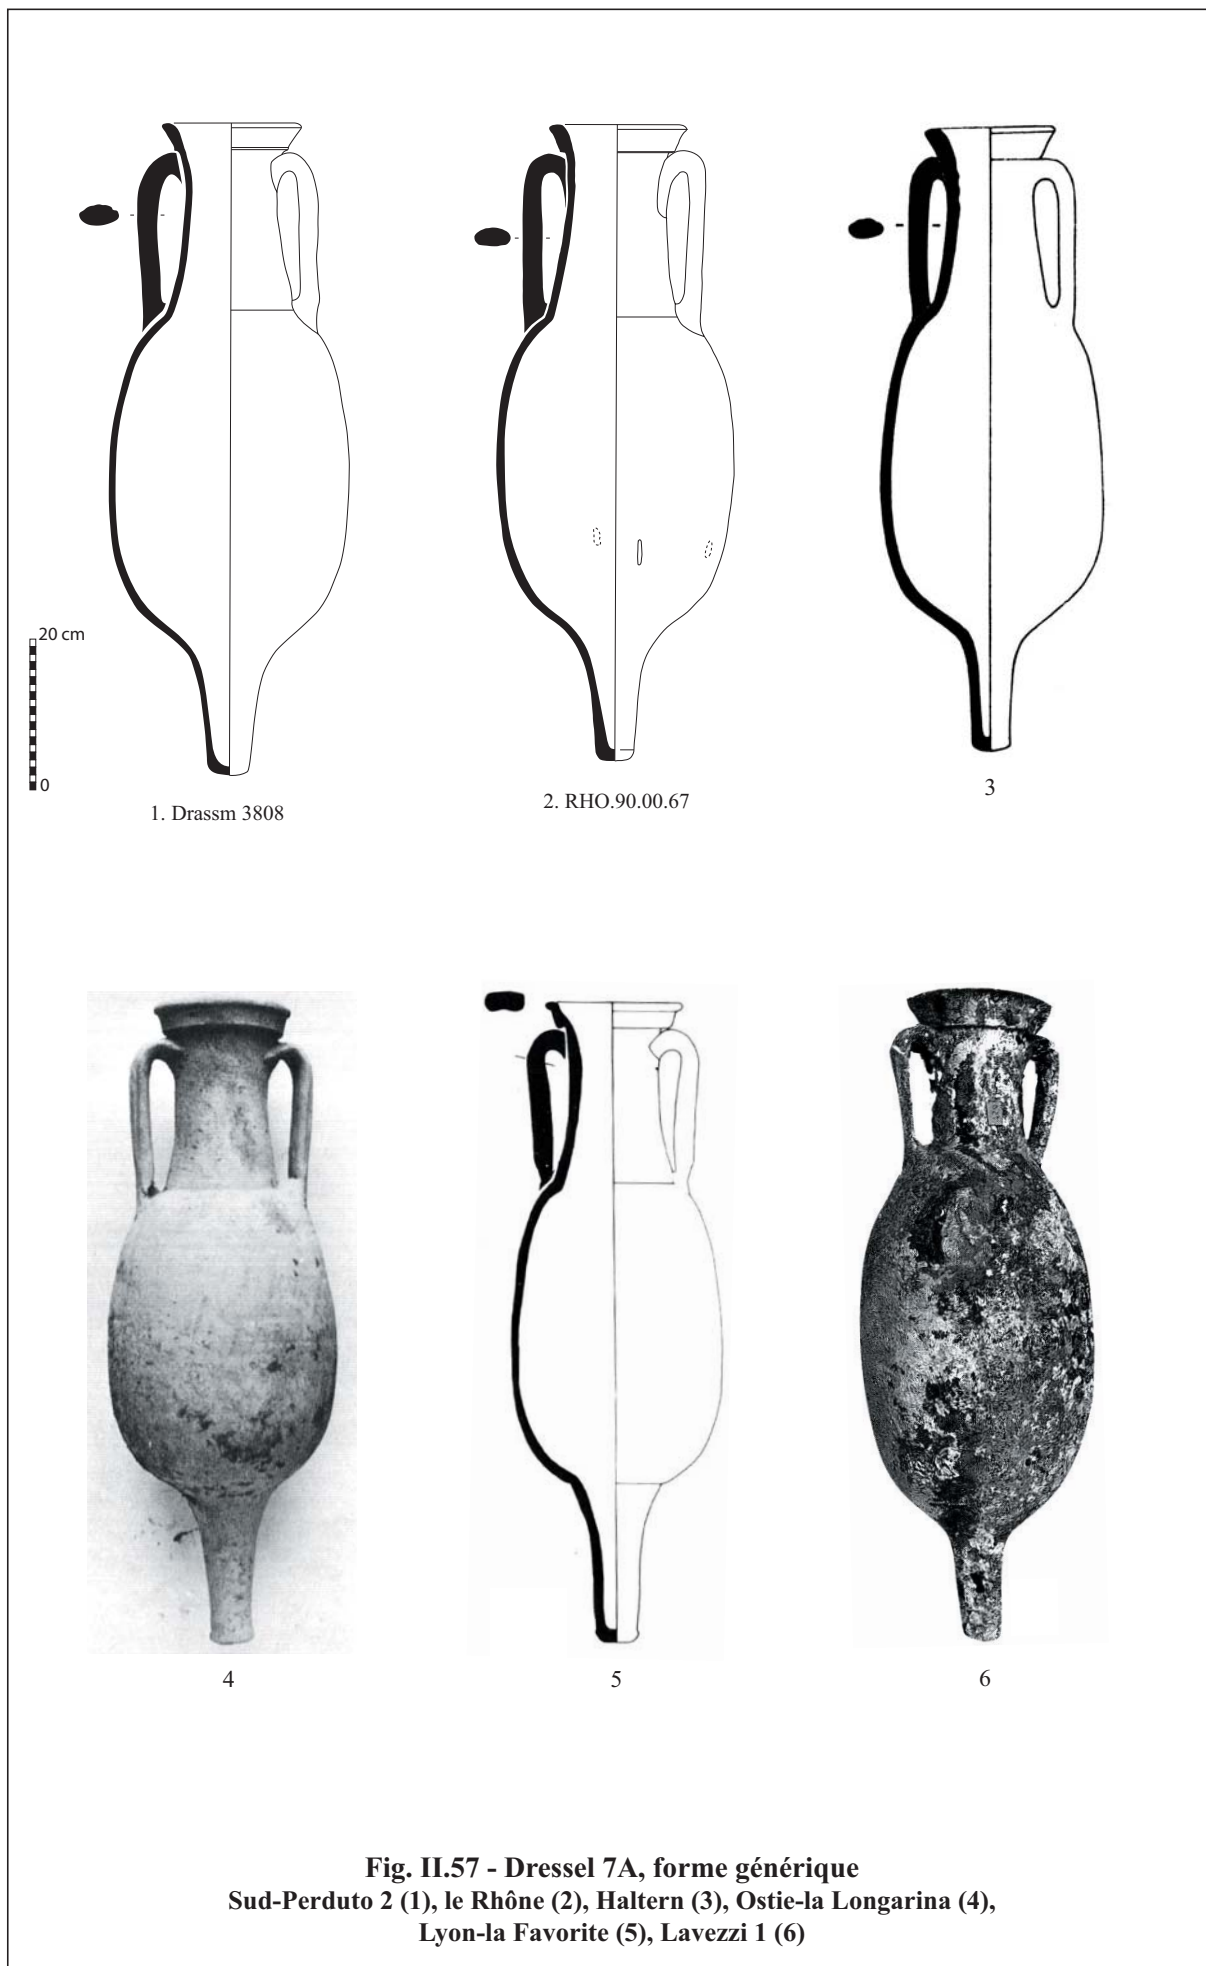 20 cm
0
1. Drassm 3808
2. RHO.90.00.67
3
4
5
6
Fig. II.57 - Dressel 7A, forme générique
Sud-Perduto 2 (1), le Rhône (2), Haltern (3), Ostie-la Longarina (4),
Lyon-la Favorite (5), Lavezzi 1 (6)